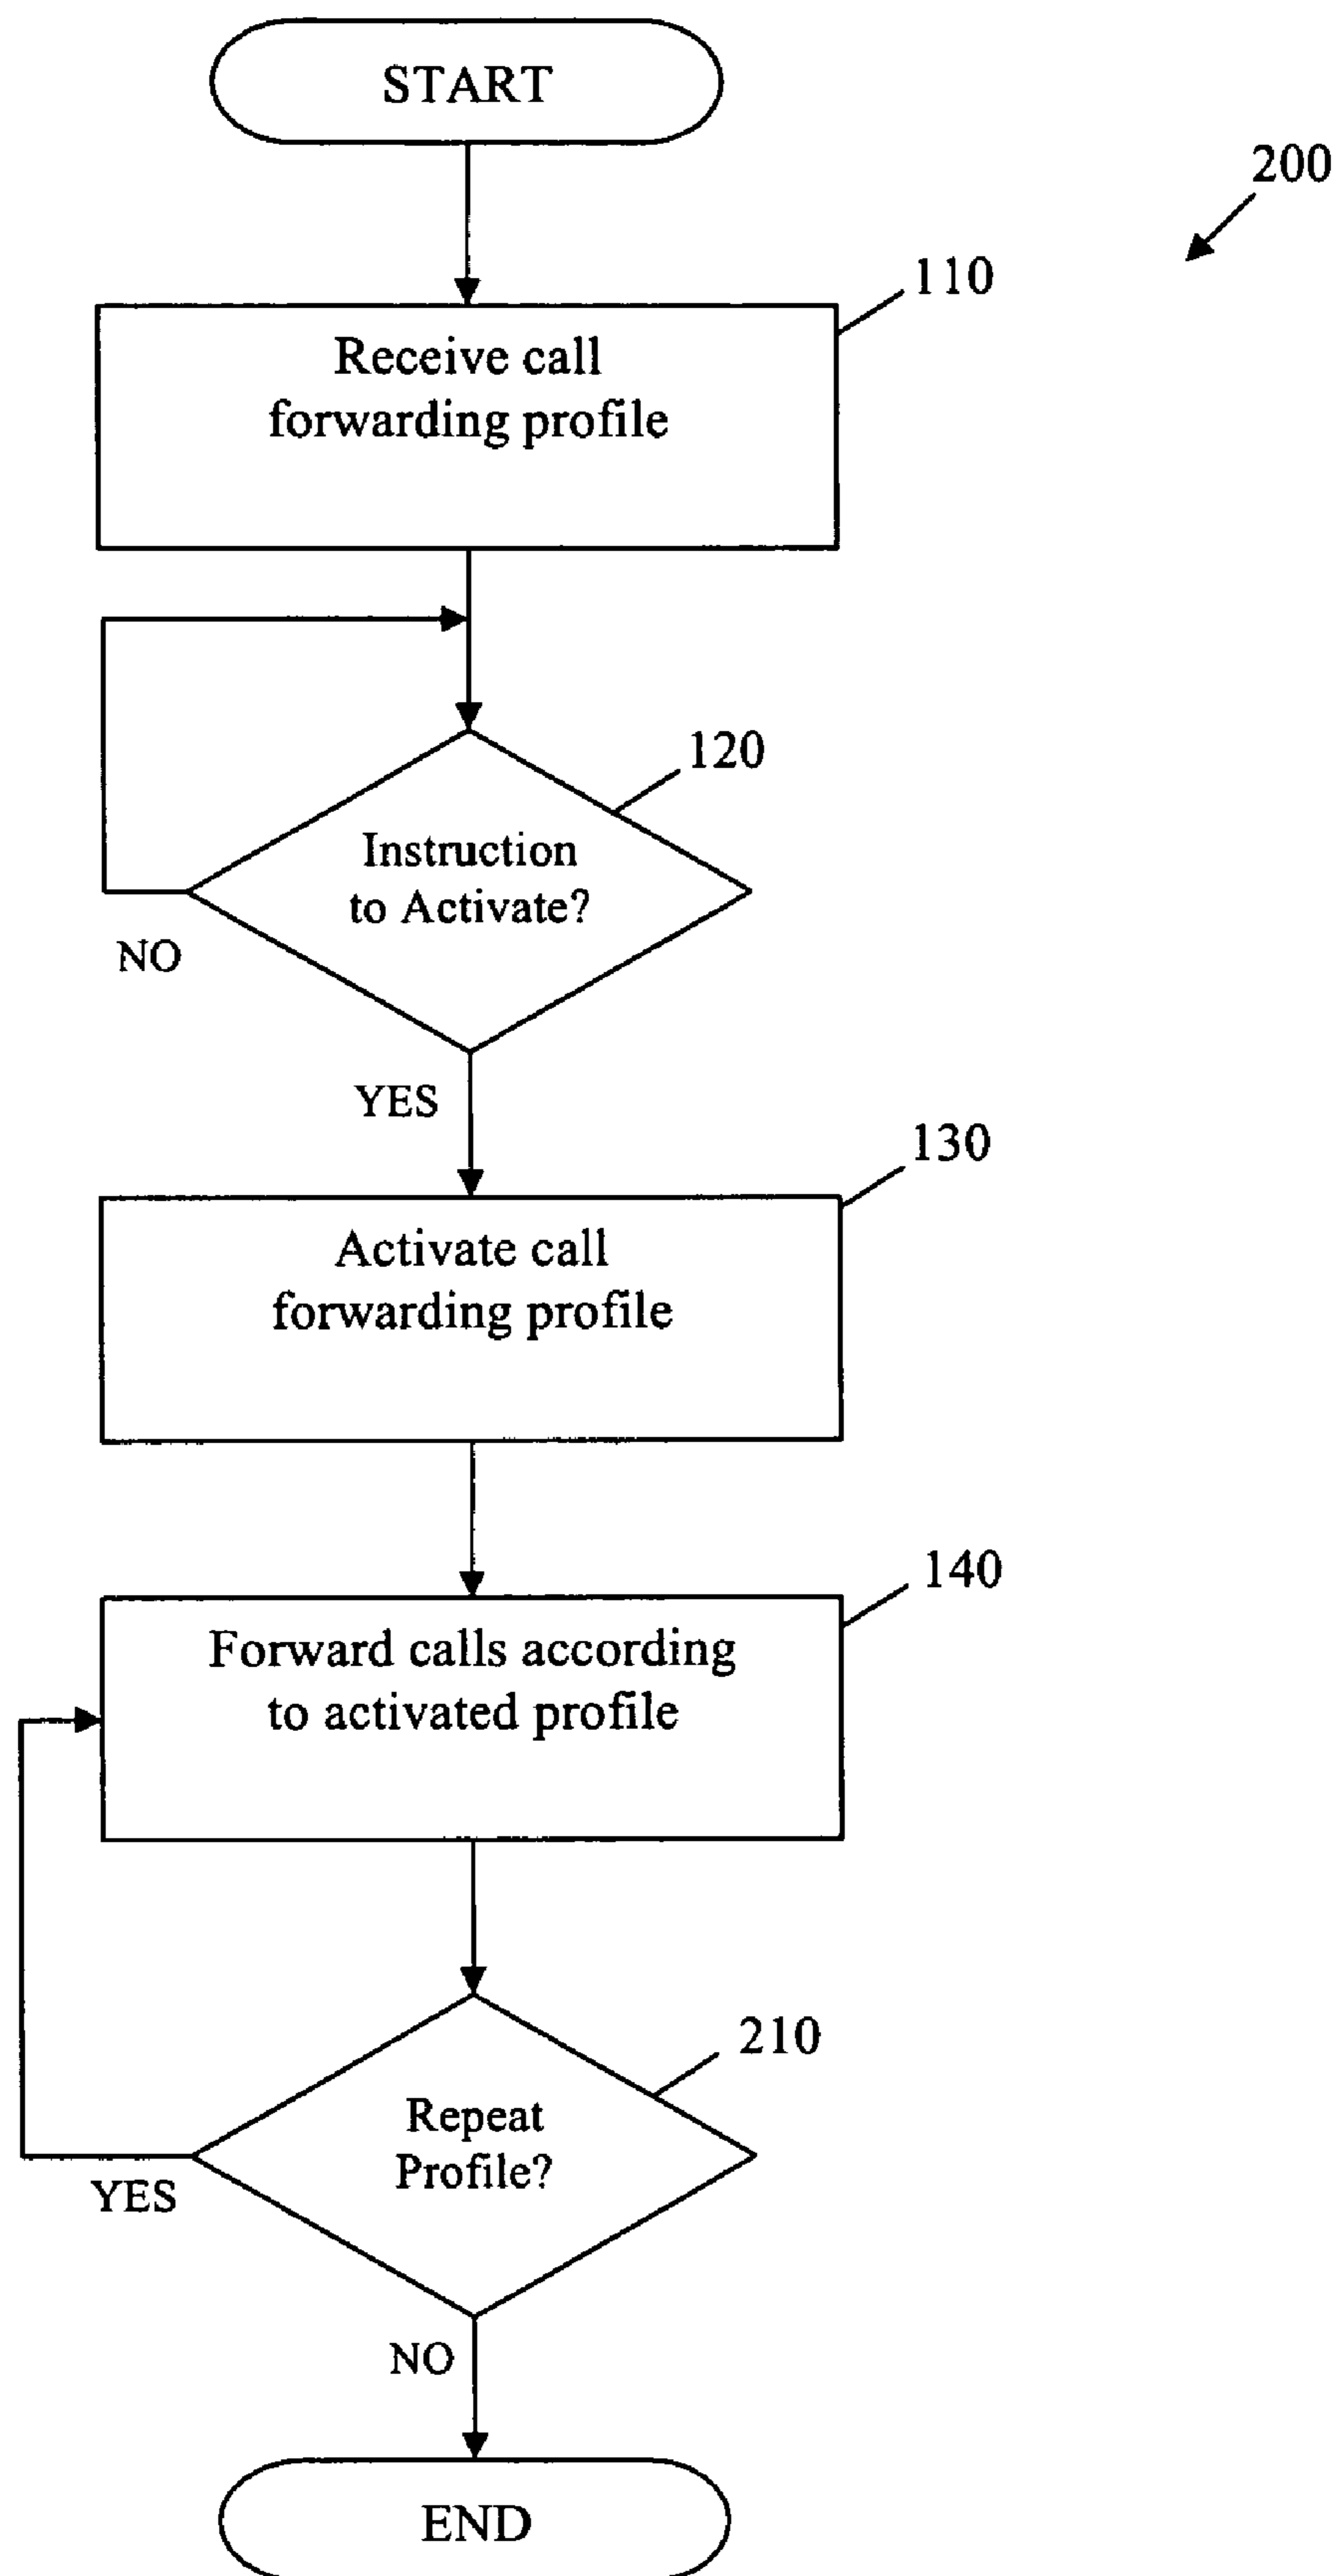 START
200
110
Receive call
forwarding profile
120
Instruction
to Activate?
NO
YES
130
Activate call
forwarding profile
140
Forward calls according
to activated profile
210
Repeat
Profile?
YES
NO
END